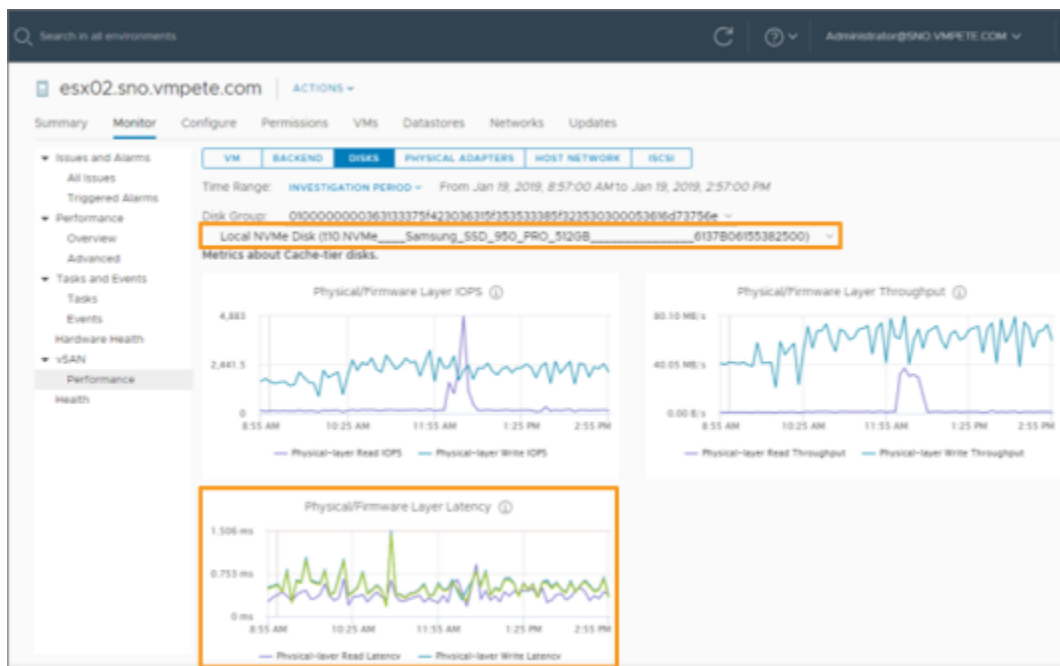 Search in all environments
Administrator@SNO.VMPETE.COM
esx02.sno.vmpete.com ACTIONS
Summary Monitor Configure Permissions VMs Datastores Networks Updates
Issues and Alarms
All Issues
Triggered Alarms
Performance
Overview
Advanced
Tasks and Events
Tasks
Events
Hardware Health
vSAN
Performance
Health
VM BACKEND DISKS PHYSICAL ADAPTERS HOST NETWORK ISCSI
Time Range: INVESTIGATION PERIOD From Jan 19, 2019, 8:57:00 AM to Jan 19, 2019, 2:57:00 PM
Disk Group:
Local NVMe Disk (t10.NVMe____Samsung_SSD_950_PRO_512GB_________________6137B06155382500)
Metrics about Cache-tier disks.
Physical/Firmware Layer IOPS
4,883
2,441.5
0
8:55 AM 10:25 AM 11:55 AM 1:25 PM 2:55 PM
Physical-layer Read IOPS Physical-layer Write IOPS
Physical/Firmware Layer Throughput
80.10 MB/s
40.05 MB/s
0.00 B/s
8:55 AM 10:25 AM 11:55 AM 1:25 PM 2:55 PM
Physical-layer Read Throughput Physical-layer Write Throughput
Physical/Firmware Layer Latency
1.506 ms
0.753 ms
0 ms
8:55 AM 10:25 AM 11:55 AM 1:25 PM 2:55 PM
Physical-layer Read Latency Physical-layer Write Latency